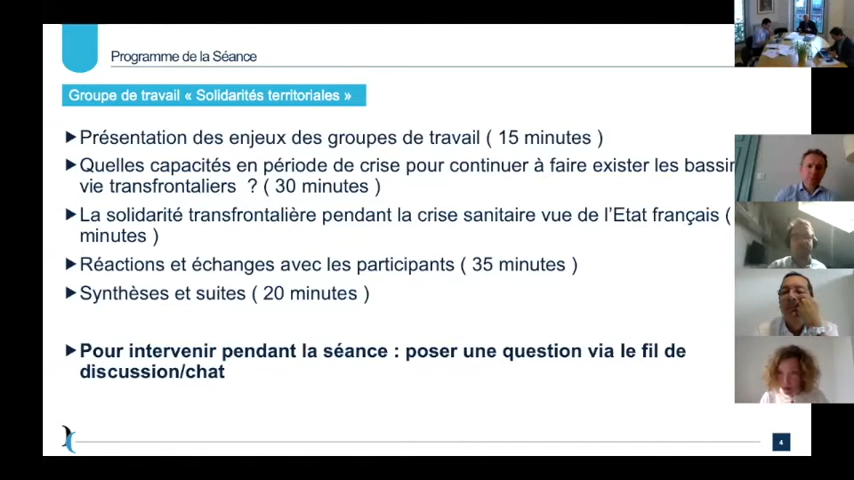 Programme de la Séance
Groupe de travail « Solidarités territoriales »
Présentation des enjeux des groupes de travail ( 15 minutes )
Quelles capacités en période de crise pour continuer à faire exister les bassin
vie transfrontaliers ? ( 30 minutes )
La solidarité transfrontalière pendant la crise sanitaire vue de l’Etat français (
minutes )
Réactions et échanges avec les participants ( 35 minutes )
Synthèses et suites ( 20 minutes )
Pour intervenir pendant la séance : poser une question via le fil de
discussion/chat
4